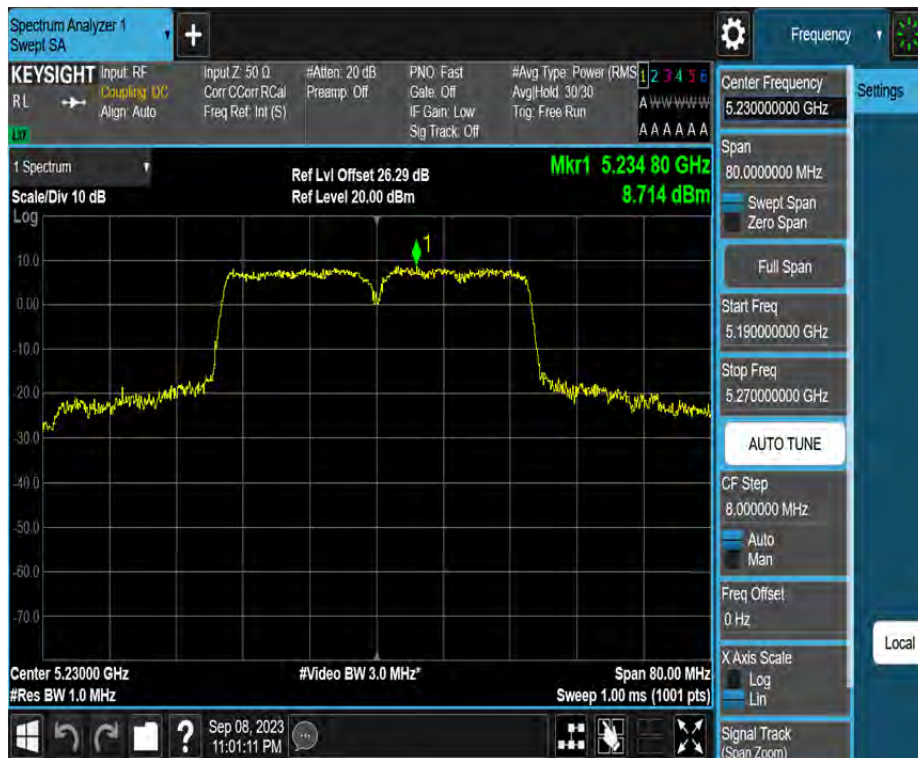 Spectrum Analyzer 1
Swept SA
+
Frequency
KEYSIGHT
RL
LXI
Input: RF
Coupling: DC
Align: Auto
Input Z: 50 Ω
Corr CCorr RCal
Freq Ref: Int (S)
#Atten: 20 dB
Preamp: Off
PNO: Fast
Gate: Off
IF Gain: Low
Sig Track: Off
#Avg Type: Power (RMS
Avg|Hold: 30/30
Trig: Free Run
1 2 3 4 5 6
A W W W W W
A A A A A A
1 Spectrum
Scale/Div 10 dB
Log
Ref Lvl Offset 26.29 dB
Ref Level 20.00 dBm
Mkr1 5.234 80 GHz
8.714 dBm
1
10.0
0.00
-10.0
-20.0
-30.0
-40.0
-50.0
-60.0
-70.0
Center 5.23000 GHz
#Res BW 1.0 MHz
#Video BW 3.0 MHz*
Span 80.00 MHz
Sweep 1.00 ms (1001 pts)
?
Sep 08, 2023
11:01:11 PM
Center Frequency
5.230000000 GHz
Span
80.0000000 MHz
Swept Span
Zero Span
Full Span
Start Freq
5.190000000 GHz
Stop Freq
5.270000000 GHz
AUTO TUNE
CF Step
8.000000 MHz
Auto
Man
Freq Offset
0 Hz
X Axis Scale
Log
Lin
Signal Track
(Span Zoom)
Settings
Local